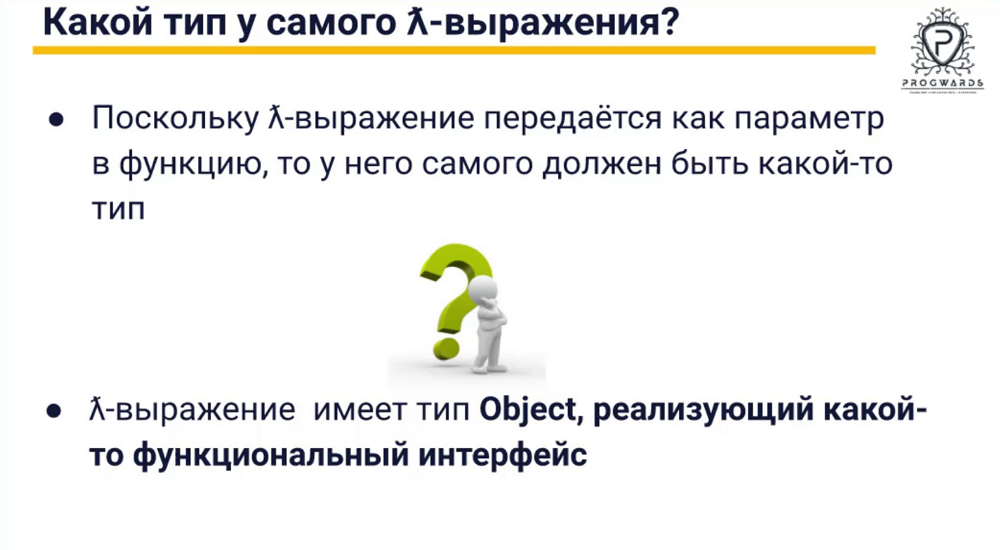 Какой тип у самого ƛ-выражения?
PROGWARDS
● Поскольку ƛ-выражение передаётся как параметр
в функцию, то у него самого должен быть какой-то
тип
● ƛ-выражение имеет тип Object, реализующий какой-
то функциональный интерфейс